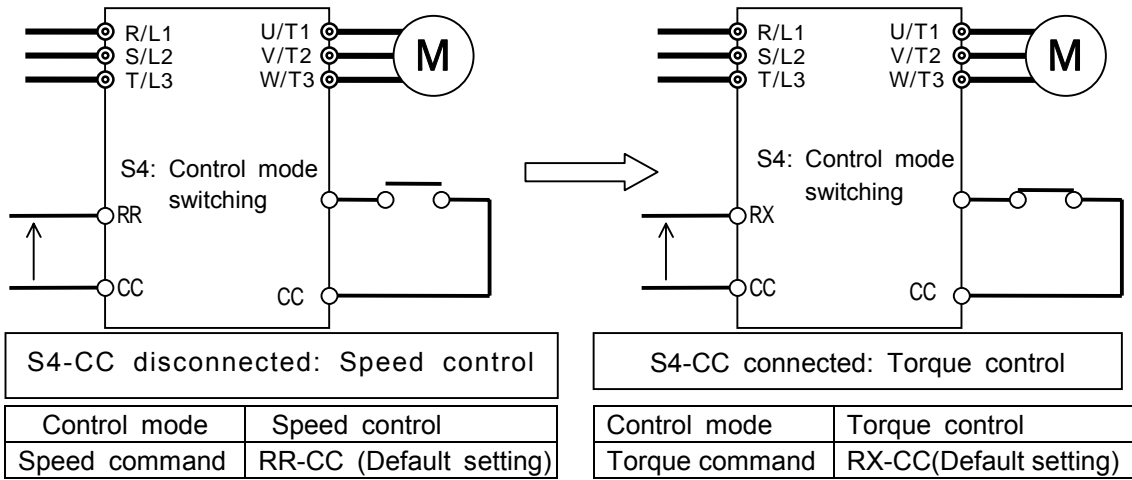 R/L1
S/L2
T/L3
U/T1
V/T2
W/T3
M
S4: Control mode
switching
RR
CC
CC
S4-CC disconnected: Speed control
Control mode Speed control
Speed command RR-CC (Default setting)
R/L1
S/L2
T/L3
U/T1
V/T2
W/T3
M
S4: Control mode
switching
RX
CC
CC
S4-CC connected: Torque control
Control mode Torque control
Torque command RX-CC(Default setting)